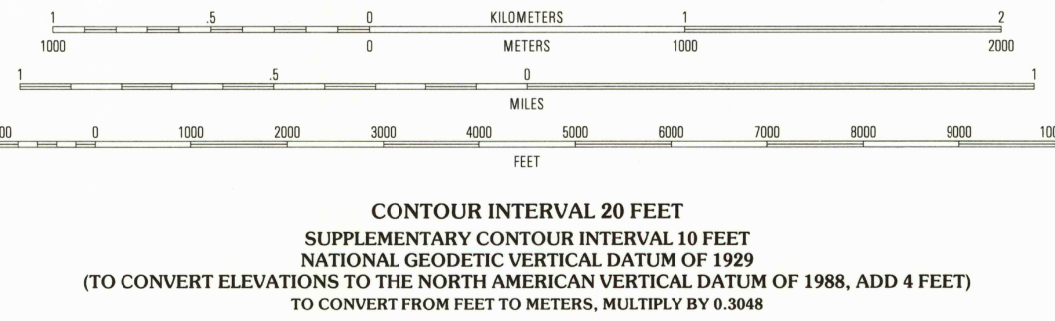 1 .5 0 KILOMETERS 1 2
1000 0 METERS 1000 2000
1 .5 0 1
MILES
0 1000 2000 3000 4000 5000 6000 7000 8000 9000
FEET
CONTOUR INTERVAL 20 FEET
SUPPLEMENTARY CONTOUR INTERVAL 10 FEET
NATIONAL GEODETIC VERTICAL DATUM OF 1929
(TO CONVERT ELEVATIONS TO THE NORTH AMERICAN VERTICAL DATUM OF 1988, ADD 4 FEET)
TO CONVERT FROM FEET TO METERS, MULTIPLY BY 0.3048